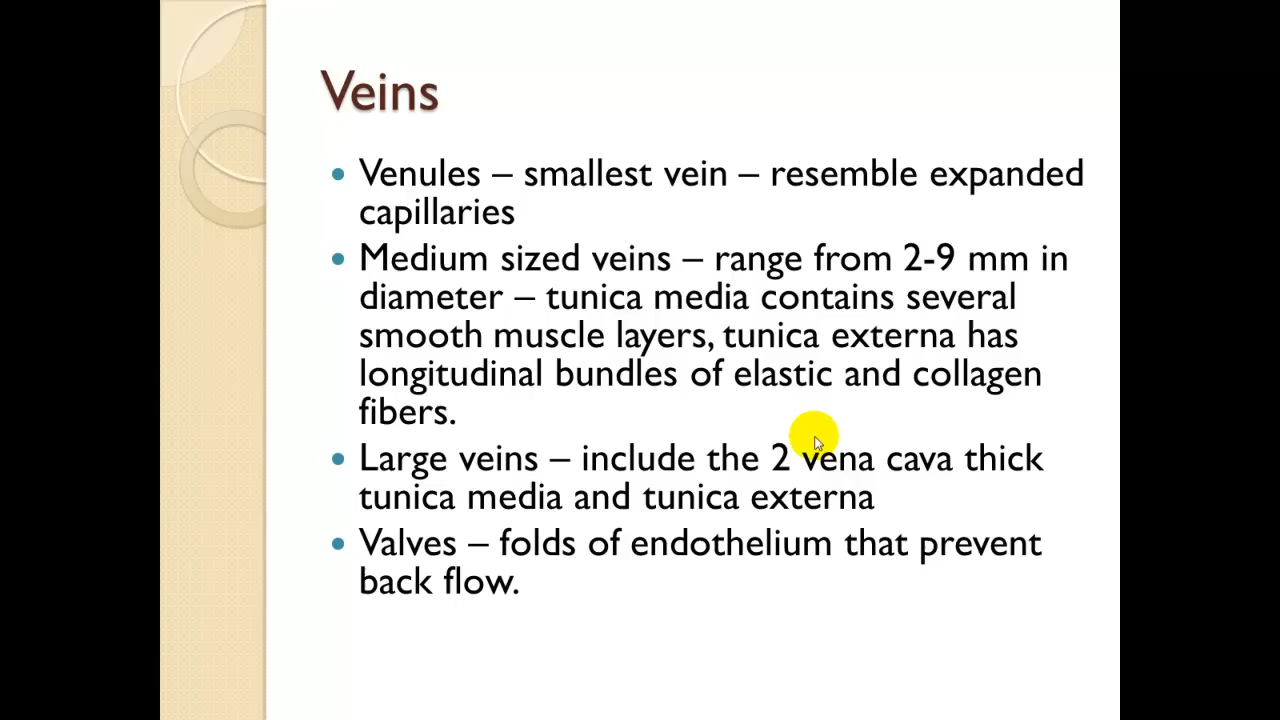 Veins
• Venules – smallest vein – resemble expanded
capillaries
• Medium sized veins – range from 2-9 mm in
diameter – tunica media contains several
smooth muscle layers, tunica externa has
longitudinal bundles of elastic and collagen
fibers.
• Large veins – include the 2 vena cava thick
tunica media and tunica externa
• Valves – folds of endothelium that prevent
back flow.